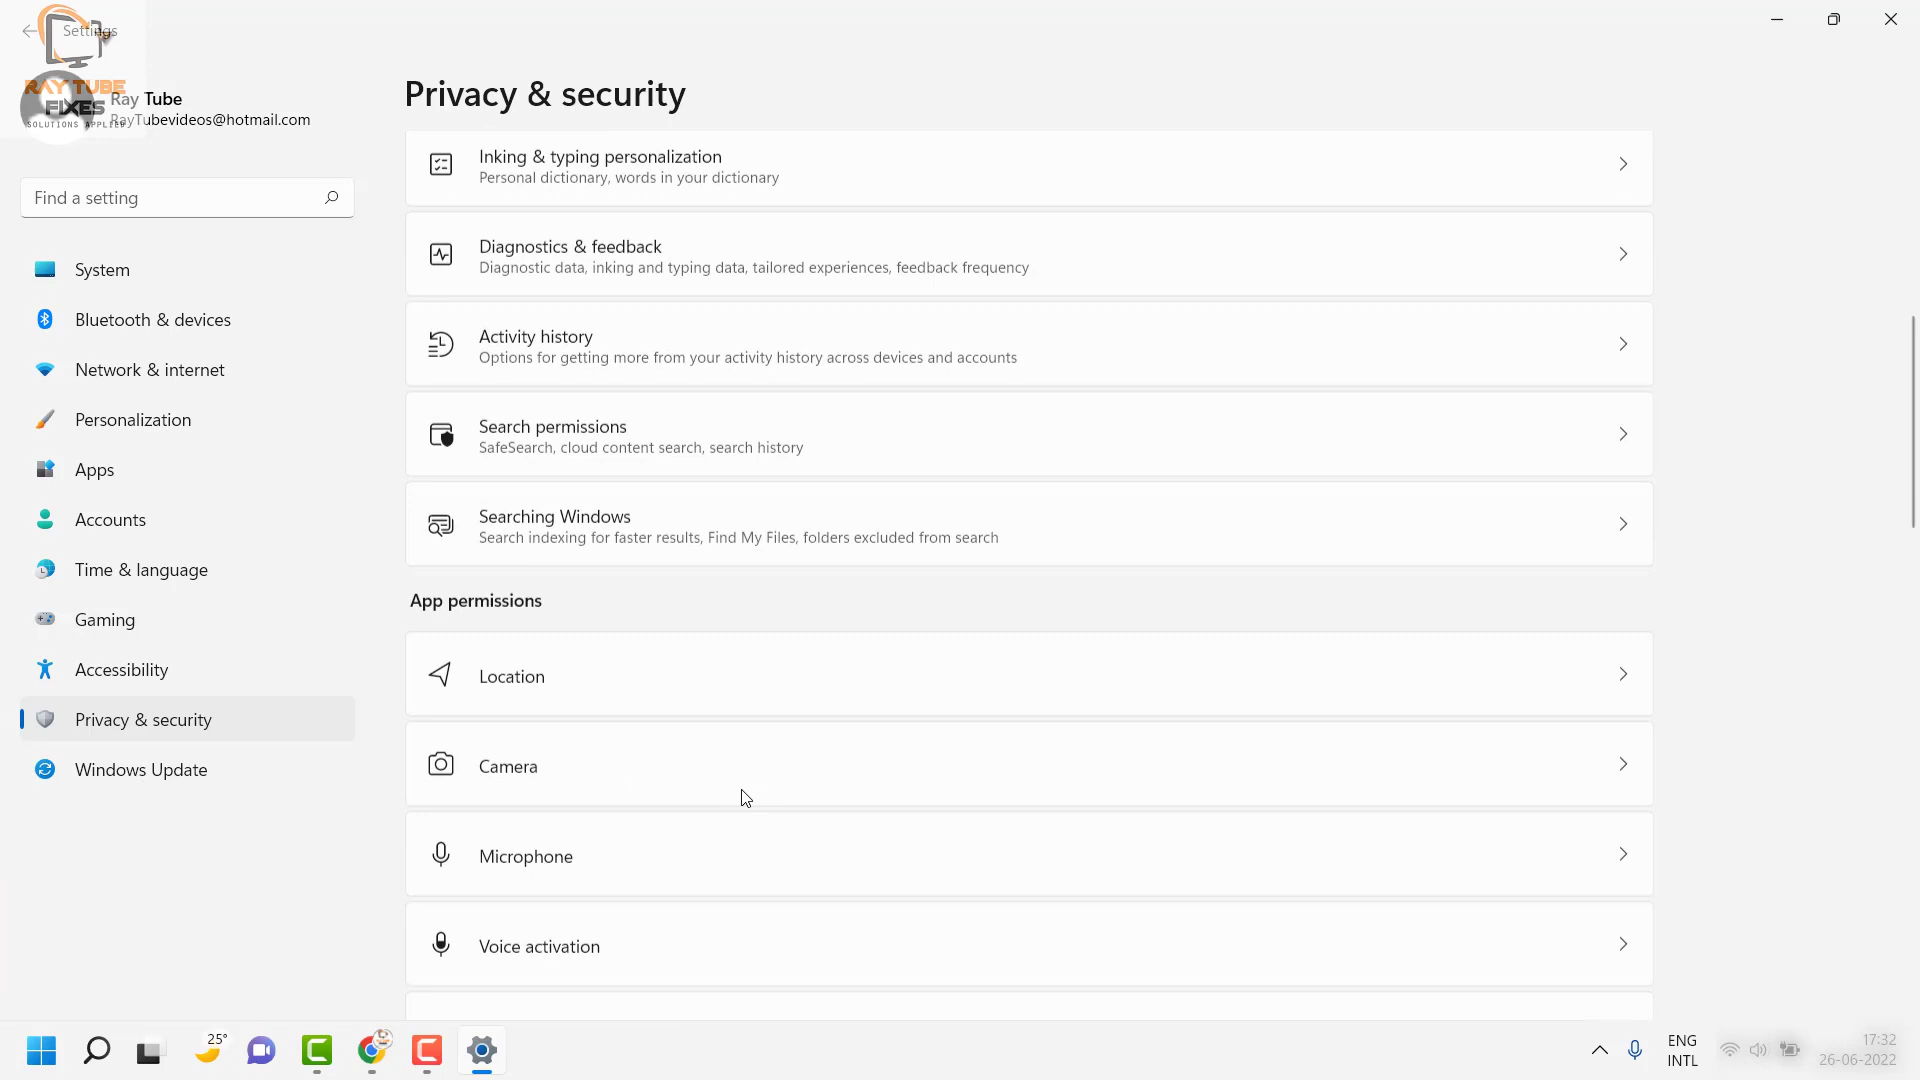 Settings
RAY TUBE
FIXES
SOLUTIONS APPLIED
Ray Tube
RayTubevideos@hotmail.com
Find a setting
System
Bluetooth & devices
Network & internet
Personalization
Apps
Accounts
Time & language
Gaming
Accessibility
Privacy & security
Windows Update
Privacy & security
Inking & typing personalization
Personal dictionary, words in your dictionary
Diagnostics & feedback
Diagnostic data, inking and typing data, tailored experiences, feedback frequency
Activity history
Options for getting more from your activity history across devices and accounts
Search permissions
SafeSearch, cloud content search, search history
Searching Windows
Search indexing for faster results, Find My Files, folders excluded from search
App permissions
Location
Camera
Microphone
Voice activation
25°
ENG
INTL
17:32
26-06-2022